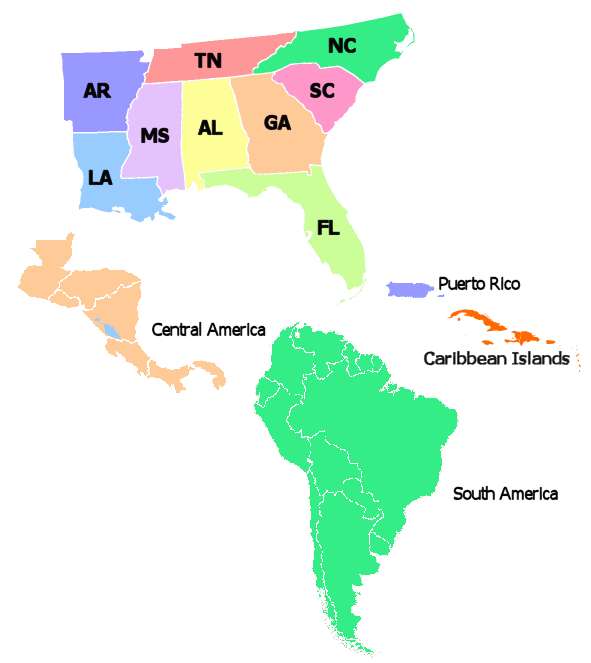 NC
TN
AR
SC
MS
AL
GA
LA
FL
Puerto Rico
Central America
Caribbean Islands
South America